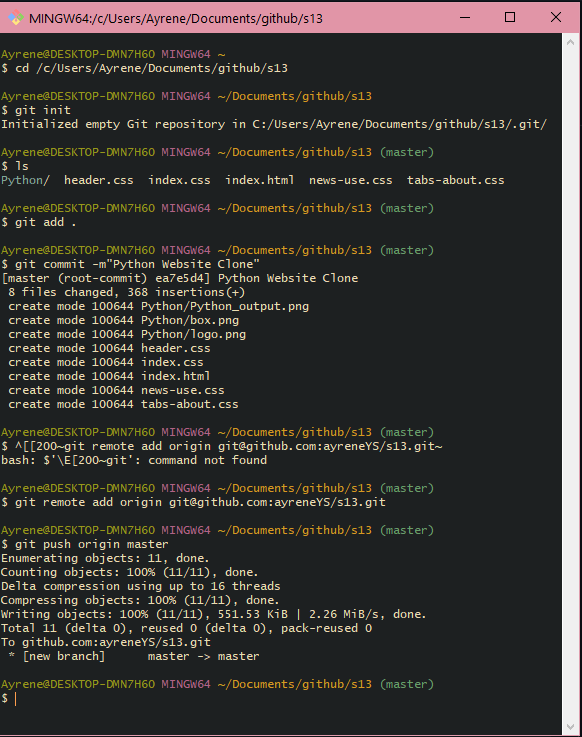 MINGW64:/c/Users/Ayrene/Documents/github/s13
Ayrene@DESKTOP-DMN7H6O MINGW64 ~
$ cd /c/Users/Ayrene/Documents/github/s13
Ayrene@DESKTOP-DMN7H6O MINGW64 ~/Documents/github/s13
$ git init
Initialized empty Git repository in C:/Users/Ayrene/Documents/github/s13/.git/
Ayrene@DESKTOP-DMN7H6O MINGW64 ~/Documents/github/s13 (master)
$ ls
Python/  header.css  index.css  index.html  news-use.css  tabs-about.css
Ayrene@DESKTOP-DMN7H6O MINGW64 ~/Documents/github/s13 (master)
$ git add .
Ayrene@DESKTOP-DMN7H6O MINGW64 ~/Documents/github/s13 (master)
$ git commit -m"Python Website Clone"
[master (root-commit) ea7e5d4] Python Website Clone
 8 files changed, 368 insertions(+)
 create mode 100644 Python/Python_output.png
 create mode 100644 Python/box.png
 create mode 100644 Python/logo.png
 create mode 100644 header.css
 create mode 100644 index.css
 create mode 100644 index.html
 create mode 100644 news-use.css
 create mode 100644 tabs-about.css
Ayrene@DESKTOP-DMN7H6O MINGW64 ~/Documents/github/s13 (master)
$ ^[[200~git remote add origin git@github.com:ayreneYS/s13.git~
bash: $'\E[200~git': command not found
Ayrene@DESKTOP-DMN7H6O MINGW64 ~/Documents/github/s13 (master)
$ git remote add origin git@github.com:ayreneYS/s13.git
Ayrene@DESKTOP-DMN7H6O MINGW64 ~/Documents/github/s13 (master)
$ git push origin master
Enumerating objects: 11, done.
Counting objects: 100% (11/11), done.
Delta compression using up to 16 threads
Compressing objects: 100% (11/11), done.
Writing objects: 100% (11/11), 551.53 KiB | 2.26 MiB/s, done.
Total 11 (delta 0), reused 0 (delta 0), pack-reused 0
To github.com:ayreneYS/s13.git
 * [new branch]      master -> master
Ayrene@DESKTOP-DMN7H6O MINGW64 ~/Documents/github/s13 (master)
$